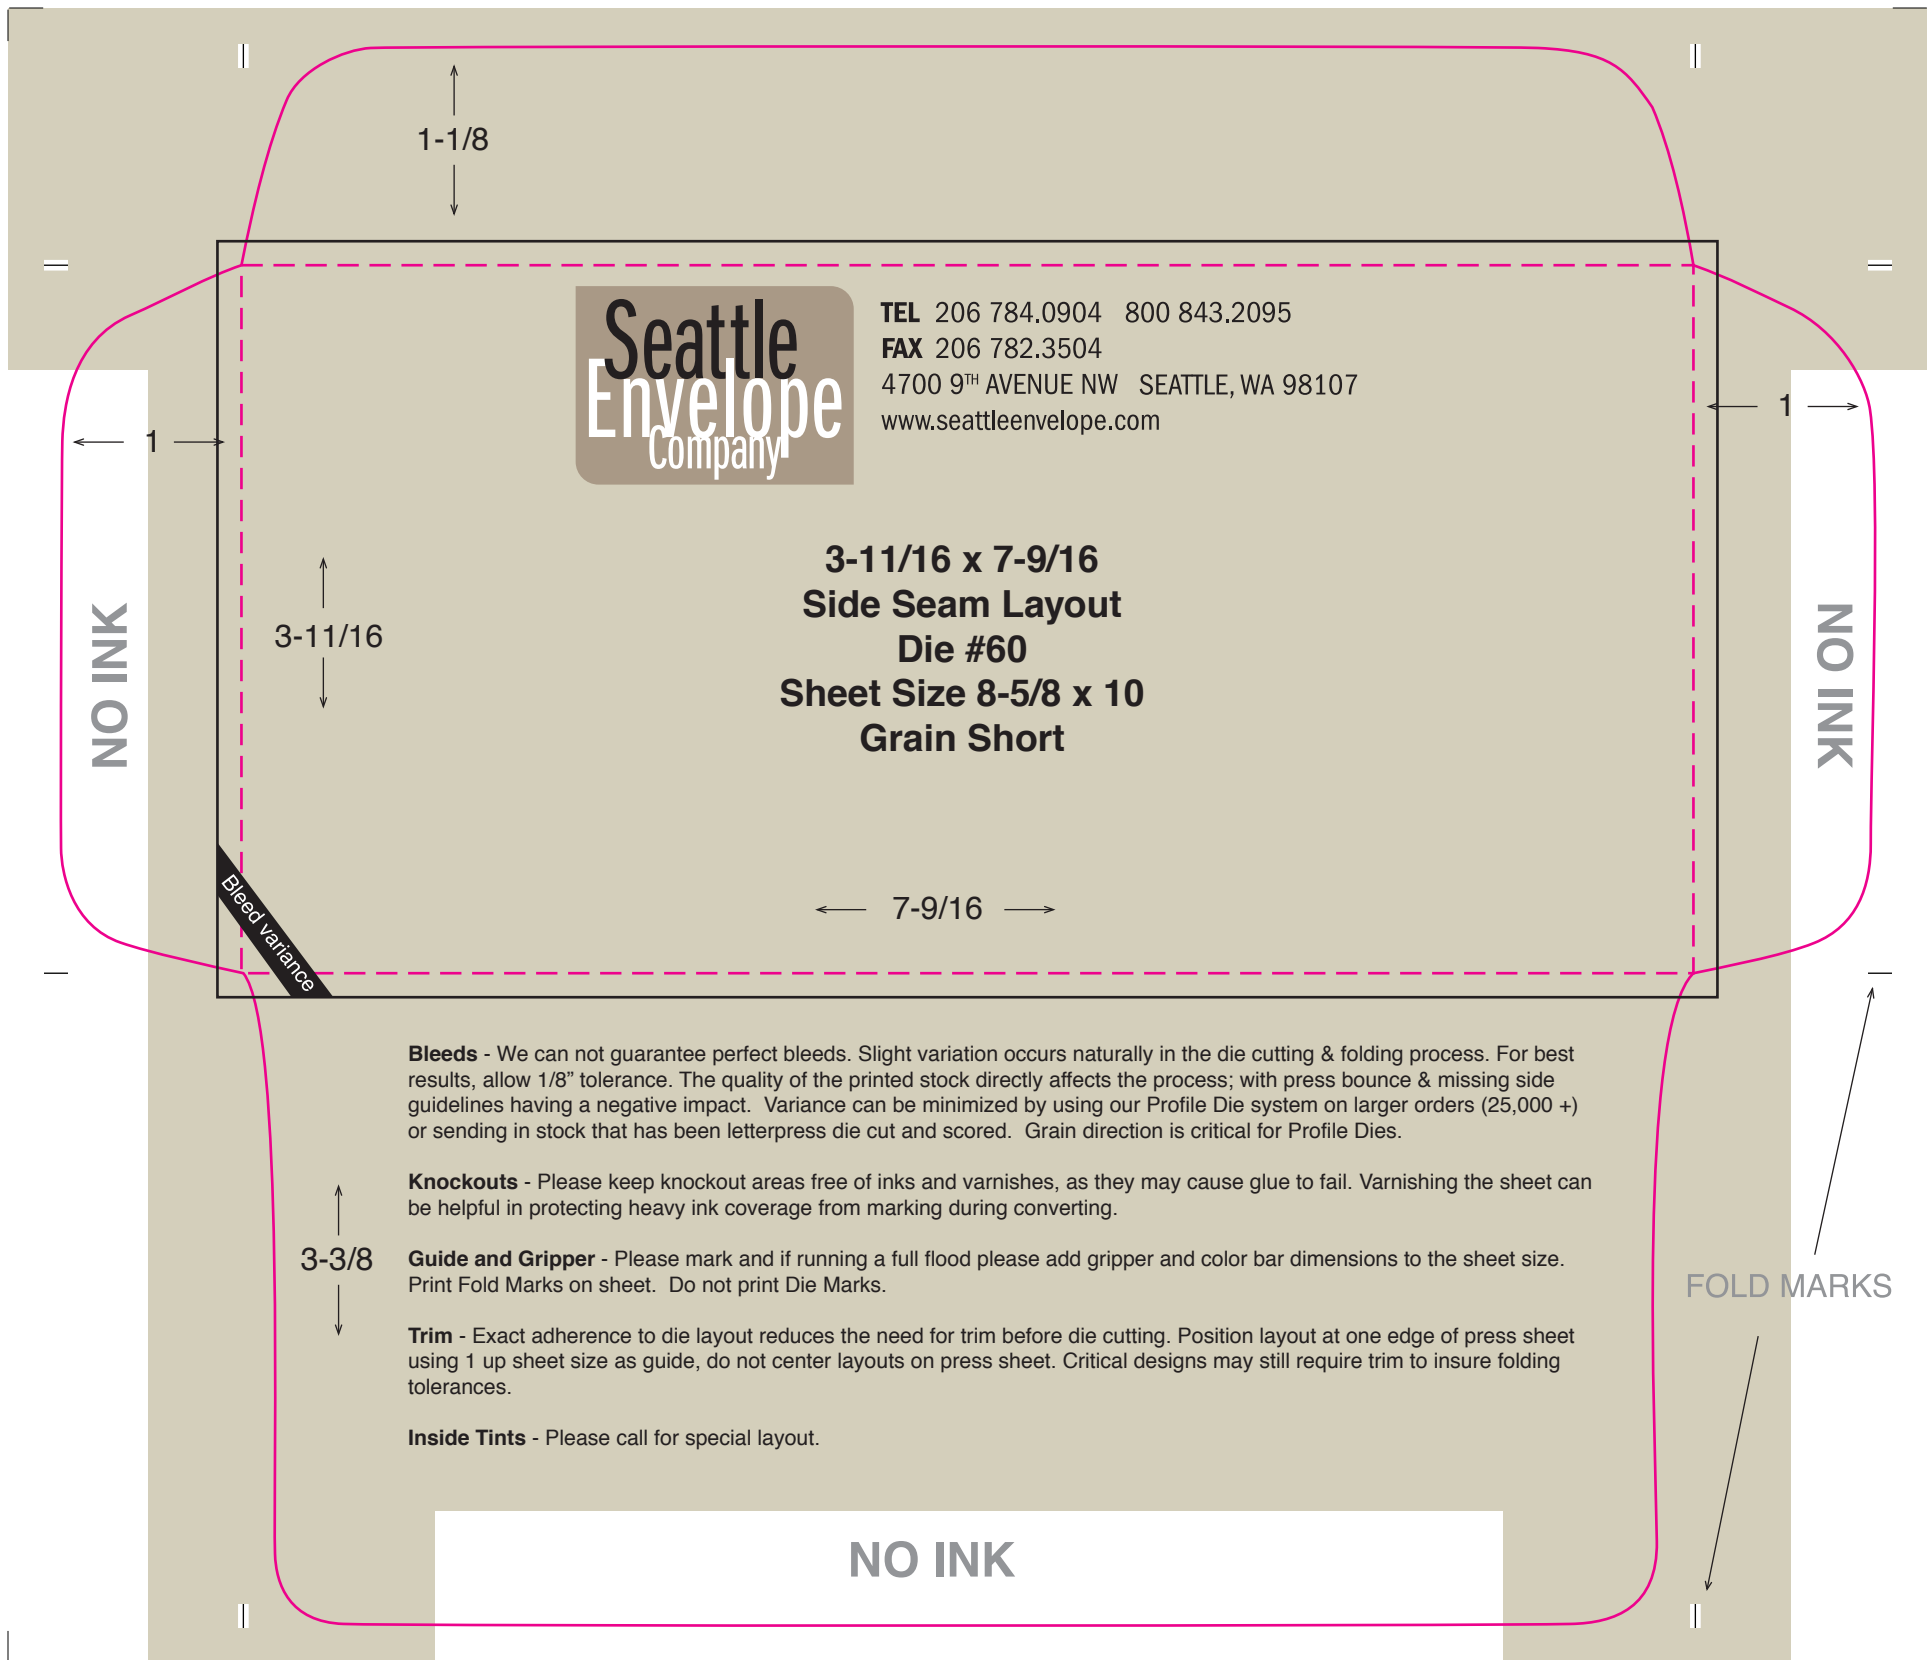 1-1/8
Seattle
Envelope
Company
TEL 206 784.0904 800 843.2095
FAX 206 782.3504
4700 9TH AVENUE NW SEATTLE, WA 98107
www.seattleenvelope.com
1
1
3-11/16 x 7-9/16
Side Seam Layout
Die #60
Sheet Size 8-5/8 x 10
Grain Short
3-11/16
NO INK
NO INK
7-9/16
Bleed variance
Bleeds - We can not guarantee perfect bleeds. Slight variation occurs naturally in the die cutting & folding process. For best
results, allow 1/8” tolerance. The quality of the printed stock directly affects the process; with press bounce & missing side
guidelines having a negative impact. Variance can be minimized by using our Profile Die system on larger orders (25,000 +)
or sending in stock that has been letterpress die cut and scored. Grain direction is critical for Profile Dies.
Knockouts - Please keep knockout areas free of inks and varnishes, as they may cause glue to fail. Varnishing the sheet can
be helpful in protecting heavy ink coverage from marking during converting.
3-3/8
Guide and Gripper - Please mark and if running a full flood please add gripper and color bar dimensions to the sheet size.
Print Fold Marks on sheet. Do not print Die Marks.
FOLD MARKS
Trim - Exact adherence to die layout reduces the need for trim before die cutting. Position layout at one edge of press sheet
using 1 up sheet size as guide, do not center layouts on press sheet. Critical designs may still require trim to insure folding
tolerances.
Inside Tints - Please call for special layout.
NO INK